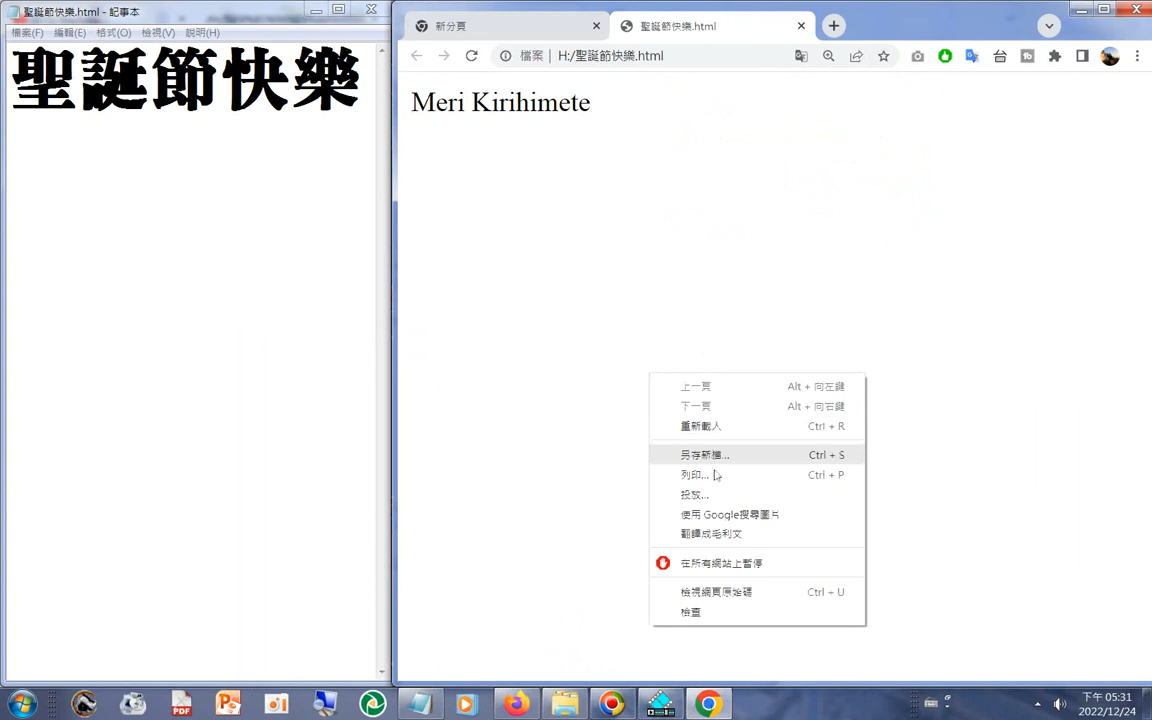 聖誕節快樂.html - 記事本
檔案(F) 編輯(E) 格式(O) 檢視(V) 說明(H)
聖誕節快樂
新分頁
聖誕節快樂.html
檔案 | H:/聖誕節快樂.html
Meri Kirihimete
上一頁 Alt + 向左鍵
下一頁 Alt + 向右鍵
重新載入 Ctrl + R
另存新檔... Ctrl + S
列印... Ctrl + P
投放...
使用 Google搜尋圖片
翻譯成毛利文
在所有網站上暫停
檢視網頁原始碼 Ctrl + U
檢查
下午 05:31
2022/12/24